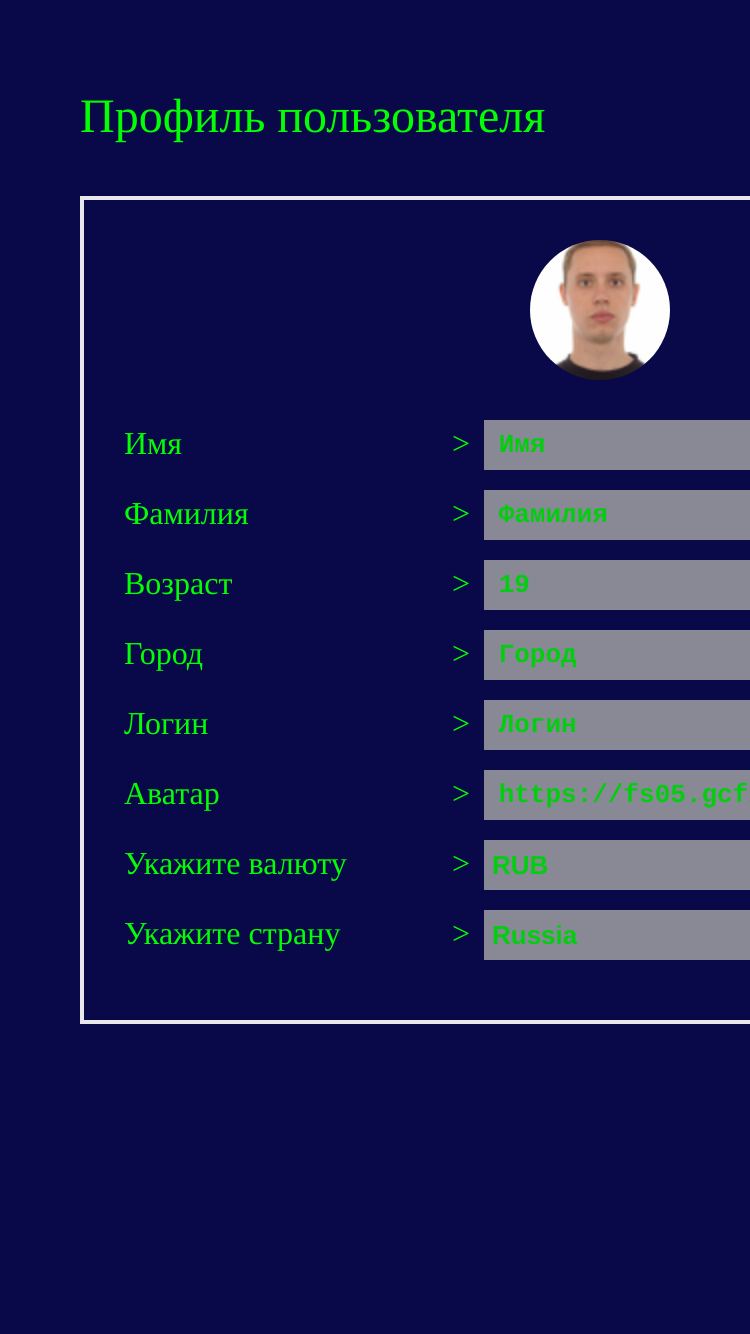 Профиль пользователя
Имя > Имя
Фамилия > Фамилия
Возраст > 19
Город > Город
Логин > Логин
Аватар > https://fs05.gcf
Укажите валюту > RUB
Укажите страну > Russia